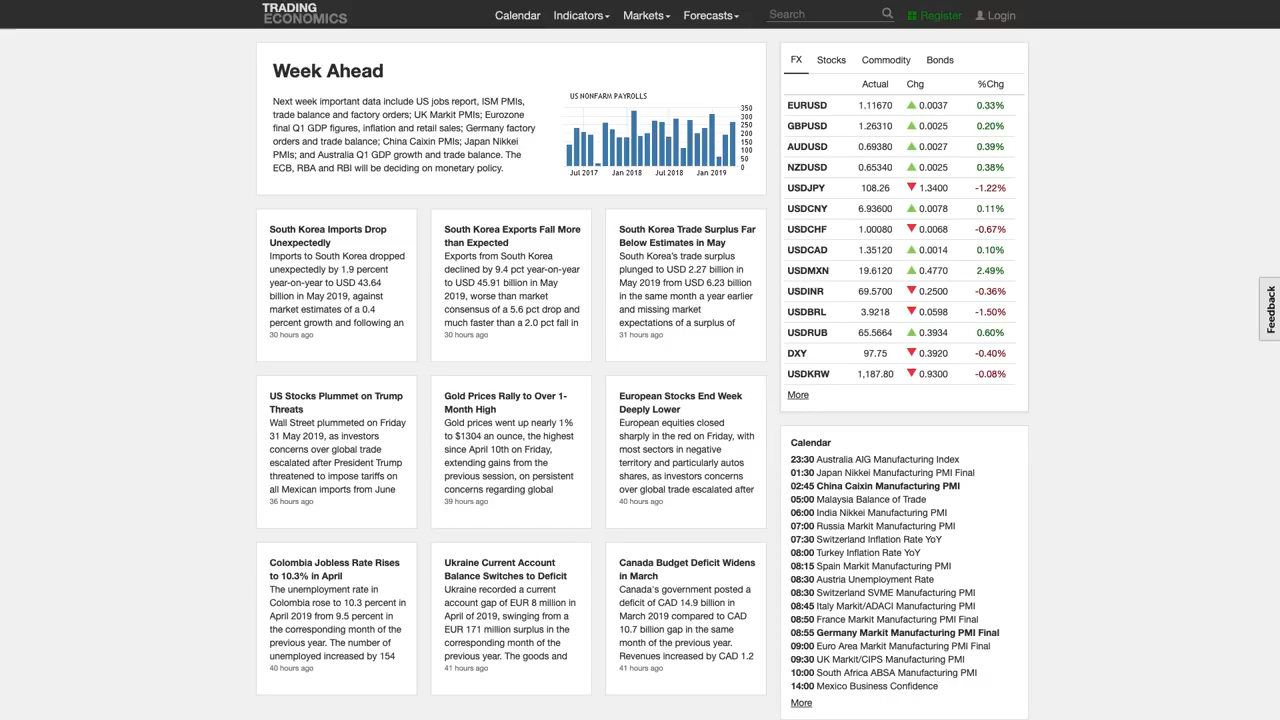 TRADING
ECONOMICS
Calendar Indicators Markets Forecasts Search Register Login
Week Ahead
Next week important data include US jobs report, ISM PMIs,
trade balance and factory orders; UK Markit PMIs; Eurozone
final Q1 GDP figures, inflation and retail sales; Germany factory
orders and trade balance; China Caixin PMIs; Japan Nikkei
PMIs; and Australia Q1 GDP growth and trade balance. The
ECB, RBA and RBI will be deciding on monetary policy.
US NONFARM PAYROLLS
350
300
250
200
150
100
50
0
Jul 2017 Jan 2018 Jul 2018 Jan 2019
South Korea Imports Drop
Unexpectedly
Imports to South Korea dropped
unexpectedly by 1.9 percent
year-on-year to USD 43.64
billion in May 2019, against
market estimates of a 0.4
percent growth and following an
30 hours ago
South Korea Exports Fall More
than Expected
Exports from South Korea
declined by 9.4 pct year-on-year
to USD 45.91 billion in May
2019, worse than market
consensus of a 5.6 pct drop and
much faster than a 2.0 pct fall in
30 hours ago
South Korea Trade Surplus Far
Below Estimates in May
South Korea's trade surplus
plunged to USD 2.27 billion in
May 2019 from USD 6.23 billion
in the same month a year earlier
and missing market
expectations of a surplus of
31 hours ago
US Stocks Plummet on Trump
Threats
Wall Street plummeted on Friday
31 May 2019, as investors
concerns over global trade
escalated after President Trump
threatened to impose tariffs on
all Mexican imports from June
36 hours ago
Gold Prices Rally to Over 1-
Month High
Gold prices went up nearly 1%
to $1304 an ounce, the highest
since April 10th on Friday,
extending gains from the
previous session, on persistent
concerns regarding global
39 hours ago
European Stocks End Week
Deeply Lower
European equities closed
sharply in the red on Friday, with
most sectors in negative
territory and particularly autos
shares, as investors concerns
over global trade escalated after
40 hours ago
Colombia Jobless Rate Rises
to 10.3% in April
The unemployment rate in
Colombia rose to 10.3 percent in
April 2019 from 9.5 percent in
the corresponding month of the
previous year. The number of
unemployed increased by 154
40 hours ago
Ukraine Current Account
Balance Switches to Deficit
Ukraine recorded a current
account gap of EUR 8 million in
April of 2019, swinging from a
EUR 171 million surplus in the
corresponding month of the
previous year. The goods and
41 hours ago
Canada Budget Deficit Widens
in March
Canada's government posted a
deficit of CAD 14.9 billion in
March 2019 compared to CAD
10.7 billion gap in the same
month of the previous year.
Revenues increased by CAD 1.2
41 hours ago
FX Stocks Commodity Bonds
Actual Chg %Chg
EURUSD 1.11670 0.0037 0.33%
GBPUSD 1.26310 0.0025 0.20%
AUDUSD 0.69380 0.0027 0.39%
NZDUSD 0.65340 0.0025 0.38%
USDJPY 108.26 1.3400 -1.22%
USDCNY 6.93600 0.0078 0.11%
USDCHF 1.00080 0.0068 -0.67%
USDCAD 1.35120 0.0014 0.10%
USDMXN 19.6120 0.4770 2.49%
USDINR 69.5700 0.2500 -0.36%
USDBRL 3.9218 0.0598 -1.50%
USDRUB 65.5664 0.3934 0.60%
DXY 97.75 0.3920 -0.40%
USDKRW 1,187.80 0.9300 -0.08%
More
Calendar
23:30 Australia AIG Manufacturing Index
01:30 Japan Nikkei Manufacturing PMI Final
02:45 China Caixin Manufacturing PMI
05:00 Malaysia Balance of Trade
06:00 India Nikkei Manufacturing PMI
07:00 Russia Markit Manufacturing PMI
07:30 Switzerland Inflation Rate YoY
08:00 Turkey Inflation Rate YoY
08:15 Spain Markit Manufacturing PMI
08:30 Austria Unemployment Rate
08:30 Switzerland SVME Manufacturing PMI
08:45 Italy Markit/ADACI Manufacturing PMI
08:50 France Markit Manufacturing PMI Final
08:55 Germany Markit Manufacturing PMI Final
09:00 Euro Area Markit Manufacturing PMI Final
09:30 UK Markit/CIPS Manufacturing PMI
10:00 South Africa ABSA Manufacturing PMI
14:00 Mexico Business Confidence
More
Feedback